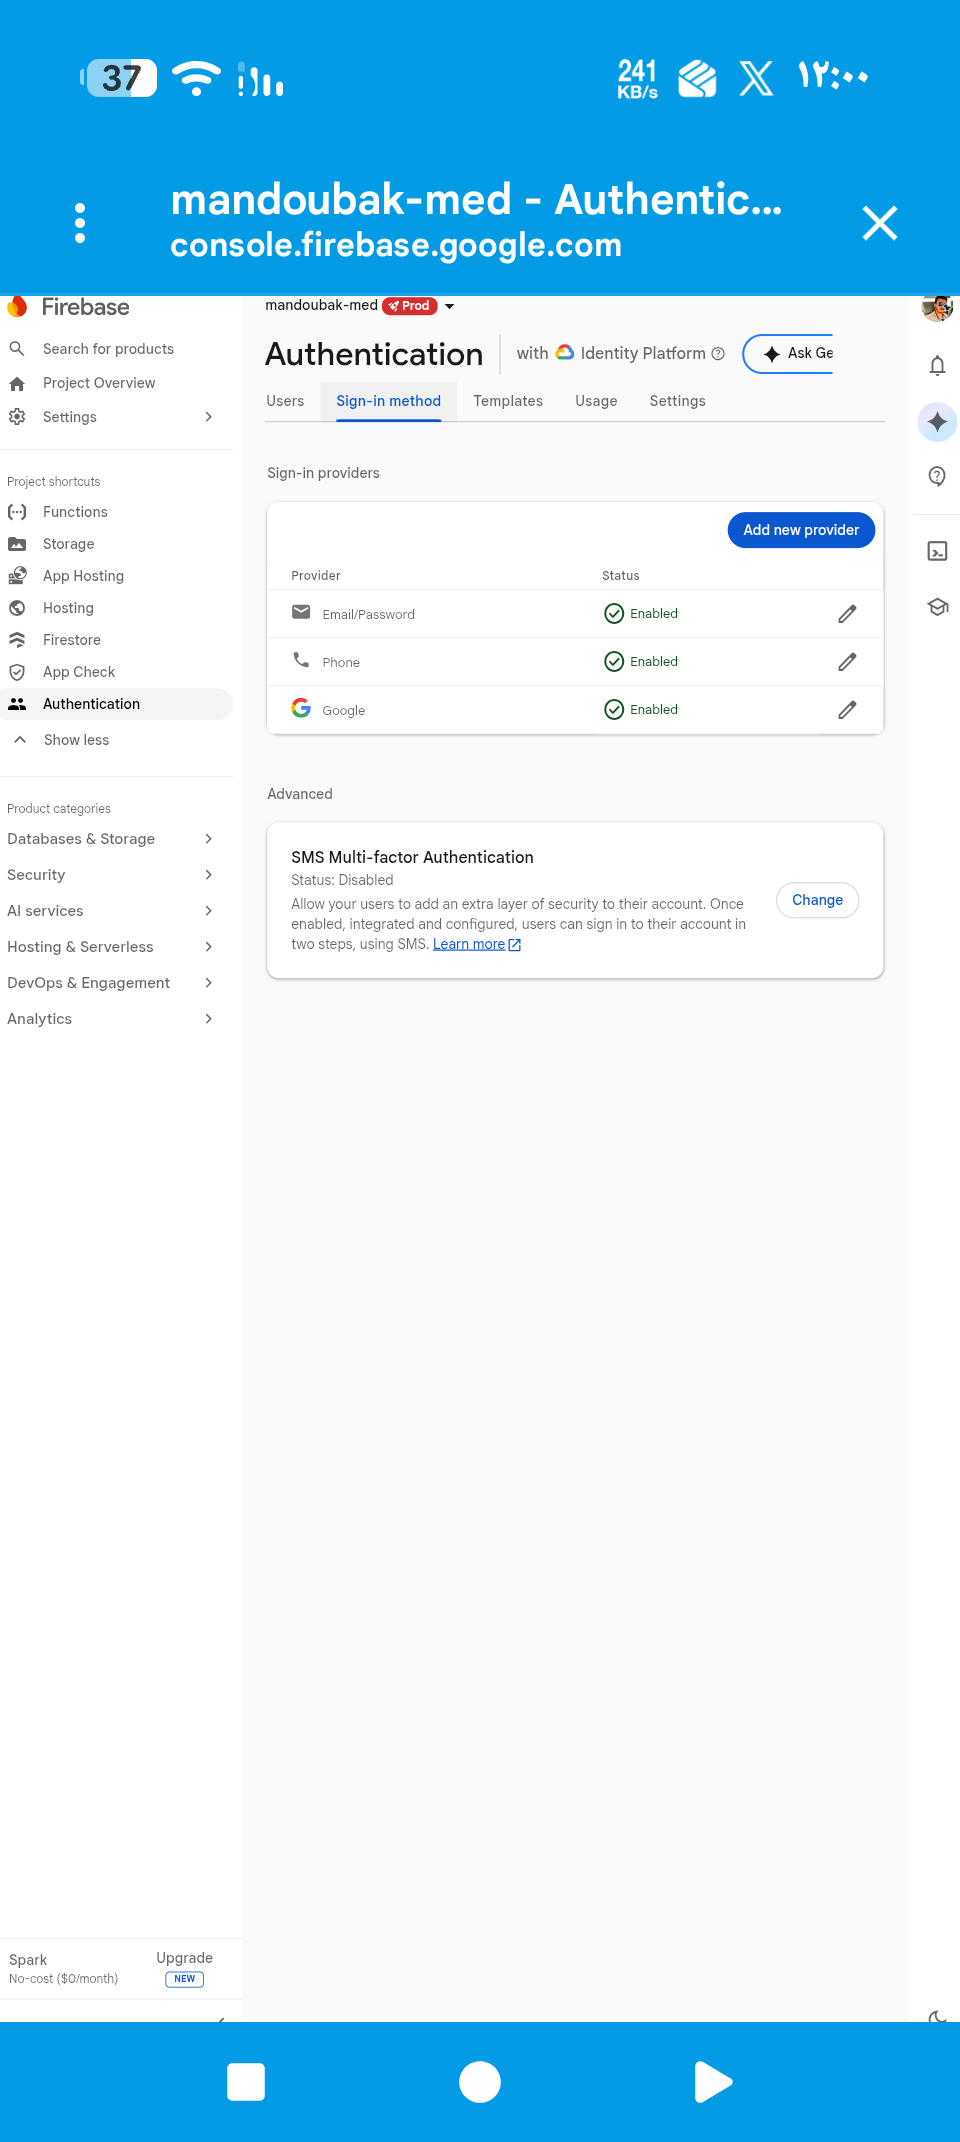 37
241
KB/s
١٢:٠٠
mandoubak-med - Authentic...
console.firebase.google.com
Firebase
Search for products
Project Overview
Settings
Project shortcuts
Functions
Storage
App Hosting
Hosting
Firestore
App Check
Authentication
Show less
Product categories
Databases & Storage
Security
AI services
Hosting & Serverless
DevOps & Engagement
Analytics
Spark
No-cost ($0/month)
Upgrade
NEW
mandoubak-med Prod
Authentication with Identity Platform Ask Ge
Users Sign-in method Templates Usage Settings
Sign-in providers
Add new provider
Provider Status
Email/Password Enabled
Phone Enabled
Google Enabled
Advanced
SMS Multi-factor Authentication
Status: Disabled
Allow your users to add an extra layer of security to their account. Once
enabled, integrated and configured, users can sign in to their account in
two steps, using SMS. Learn more
Change